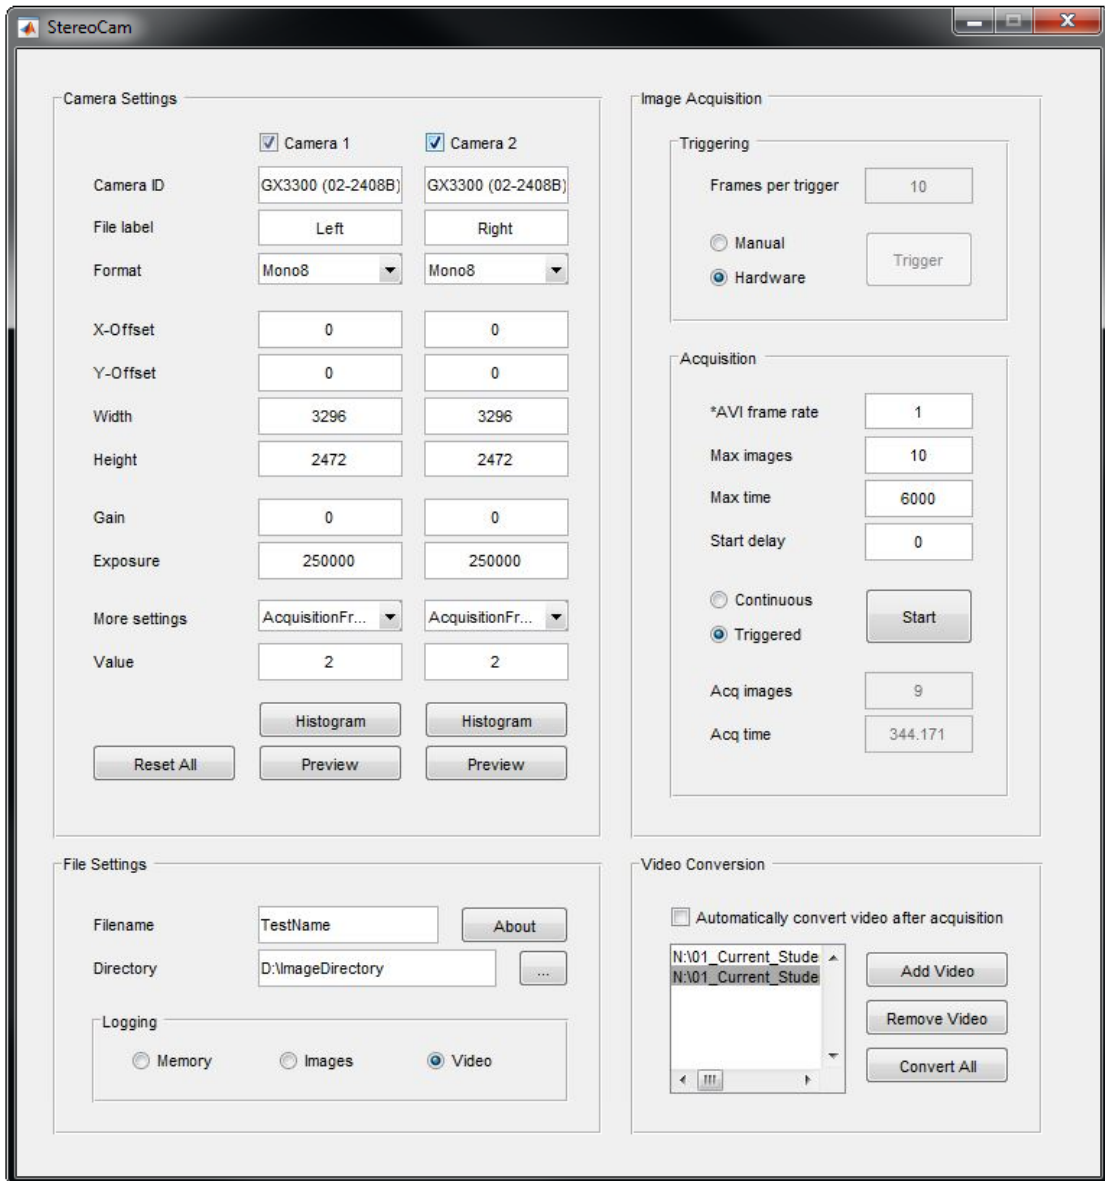 StereoCam
Camera Settings
Camera 1 Camera 2
Camera ID GX3300 (02-2408B) GX3300 (02-2408B)
File label Left Right
Format Mono8 Mono8
X-Offset 0 0
Y-Offset 0 0
Width 3296 3296
Height 2472 2472
Gain 0 0
Exposure 250000 250000
More settings AcquisitionFr... AcquisitionFr...
Value 2 2
Histogram Histogram
Reset All Preview Preview
Image Acquisition
Triggering
Frames per trigger 10
Manual
Trigger
Hardware
Acquisition
*AVI frame rate 1
Max images 10
Max time 6000
Start delay 0
Continuous
Start
Triggered
Acq images 9
Acq time 344.171
File Settings
Filename TestName About
Directory D:\ImageDirectory ...
Logging
Memory Images Video
Video Conversion
Automatically convert video after acquisition
N:\01_Current_Stude
N:\01_Current_Stude
Add Video
Remove Video
Convert All